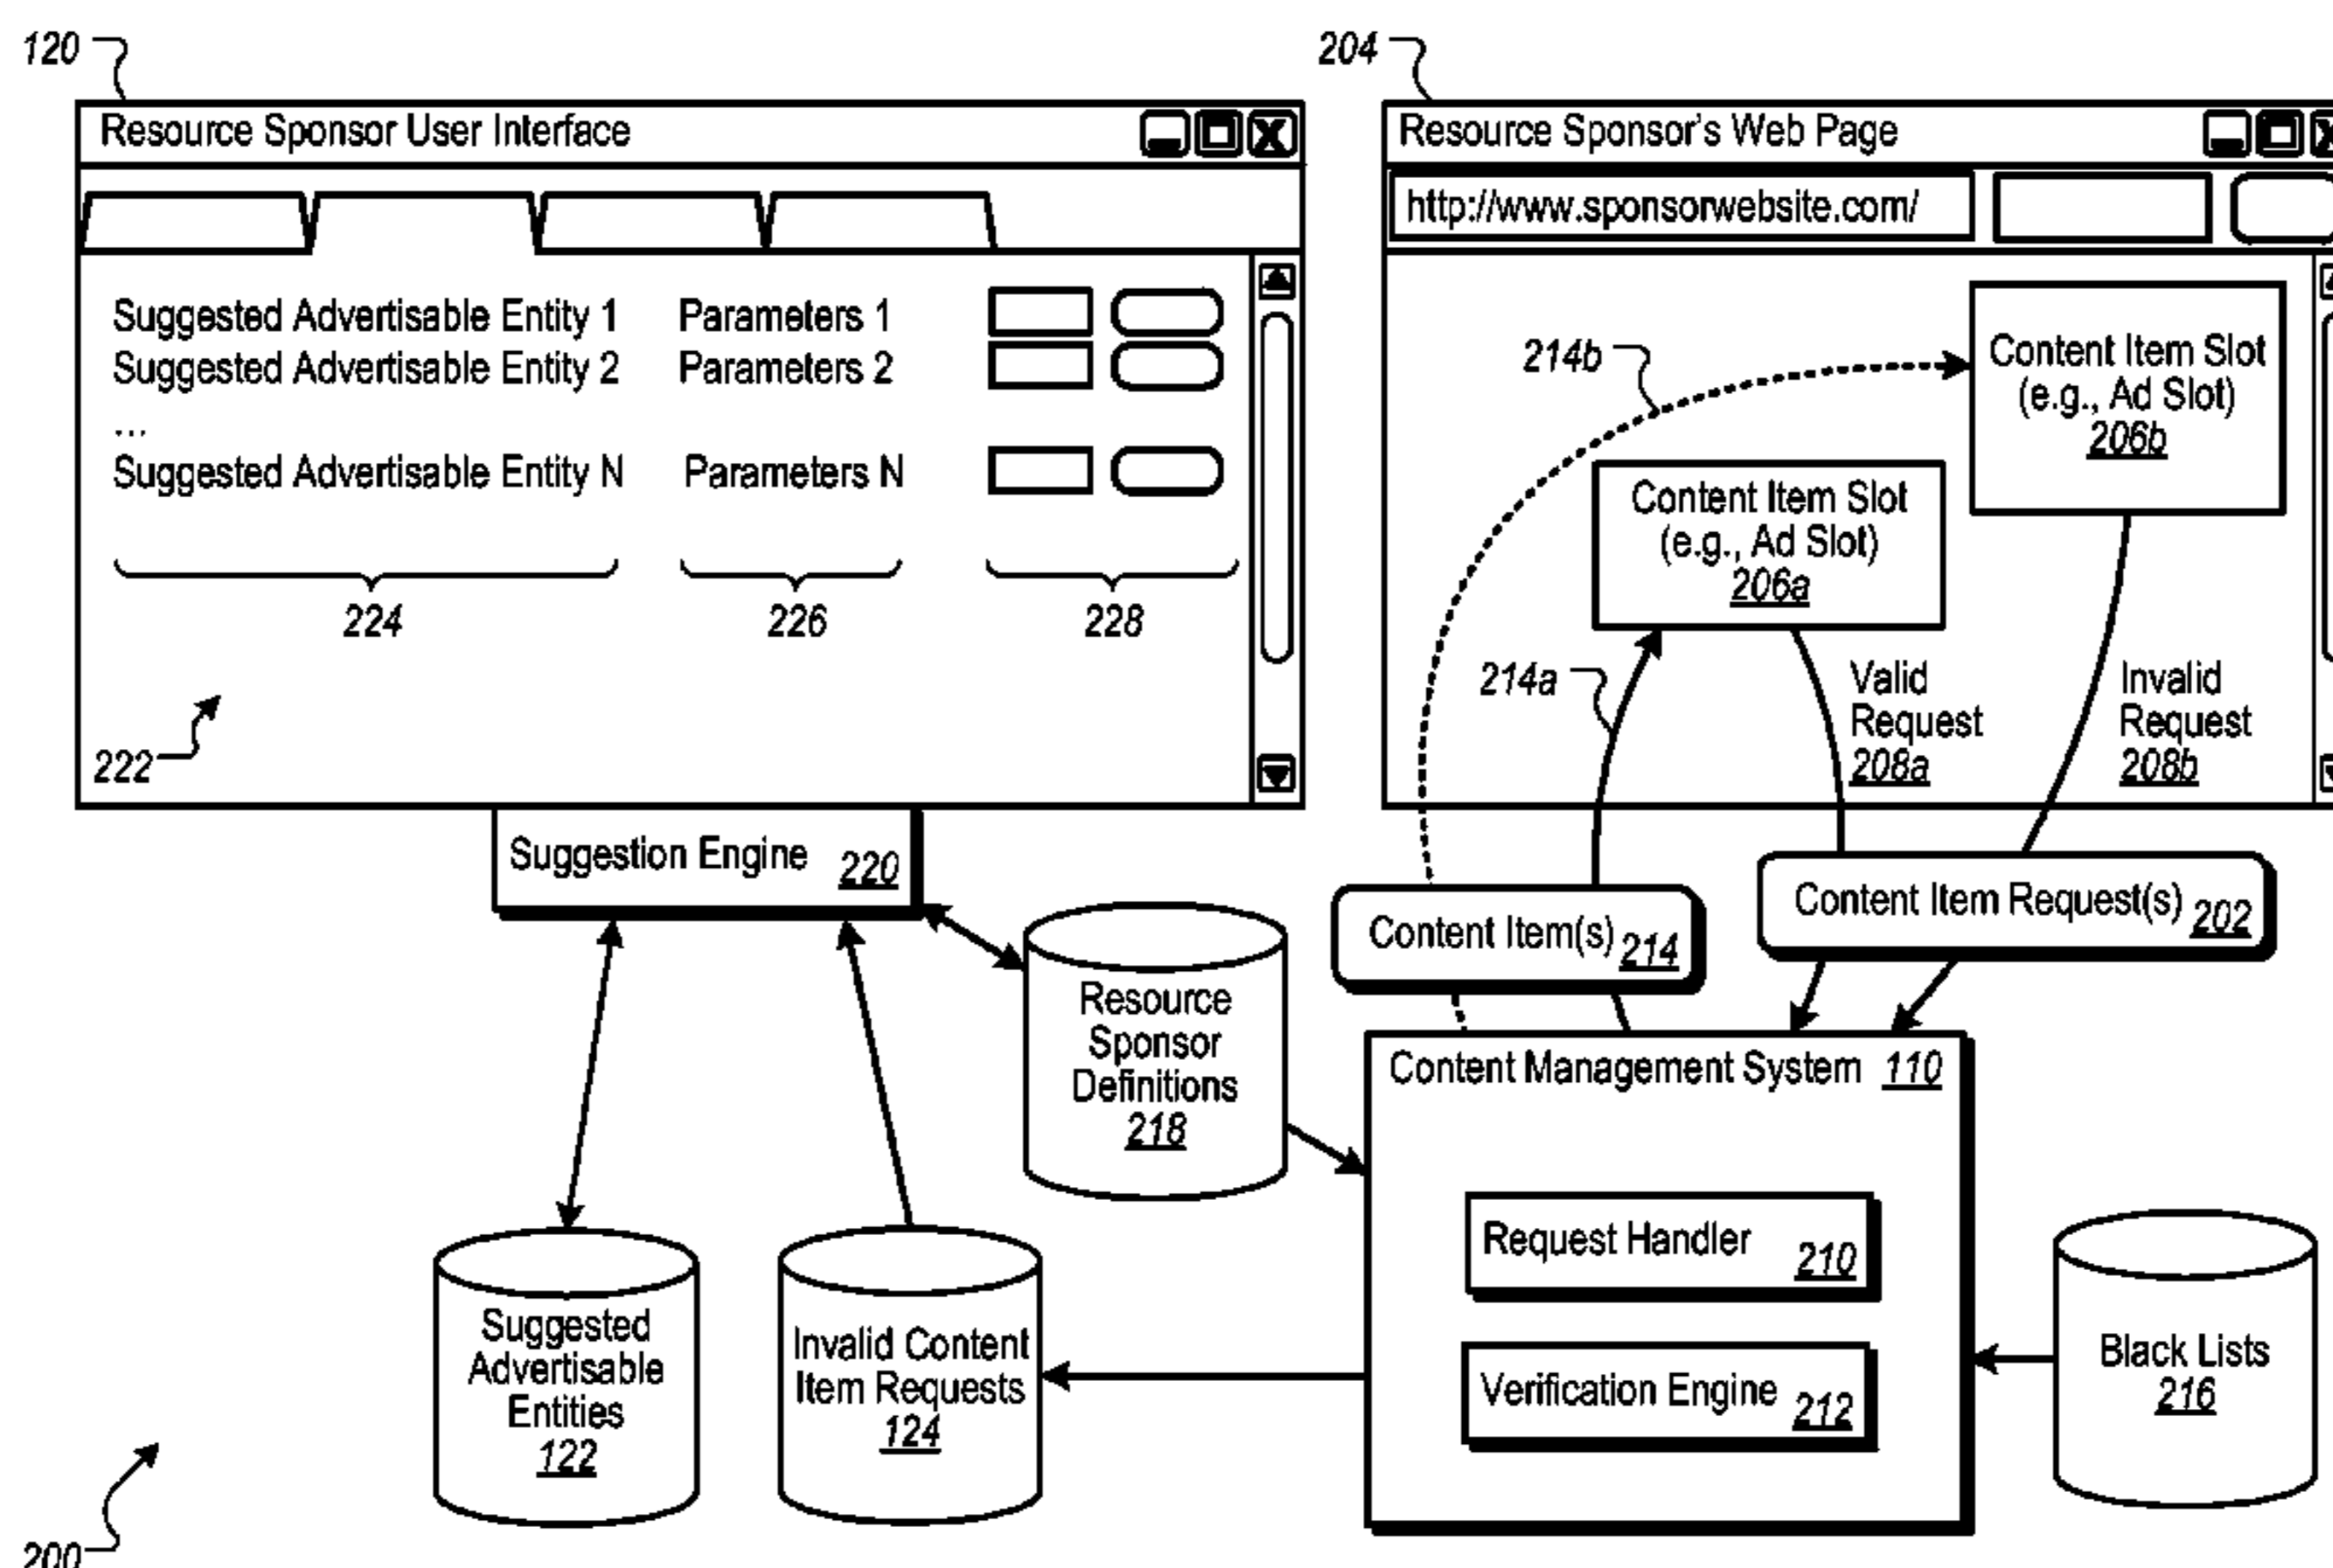 120
Resource Sponsor User Interface
Suggested Advertisable Entity 1 Parameters 1
Suggested Advertisable Entity 2 Parameters 2
...
Suggested Advertisable Entity N Parameters N
224 226 228
222
204
Resource Sponsor's Web Page
http://www.sponsorwebsite.com/
214b
Content Item Slot
(e.g., Ad Slot)
206b
Content Item Slot
(e.g., Ad Slot)
206a
214a
Valid
Request
208a
Invalid
Request
208b
Suggestion Engine 220
Content Item(s) 214
Content Item Request(s) 202
Resource
Sponsor
Definitions
218
Content Management System 110
Request Handler 210
Verification Engine 212
Black Lists
216
Suggested
Advertisable
Entities
122
Invalid Content
Item Requests
124
200